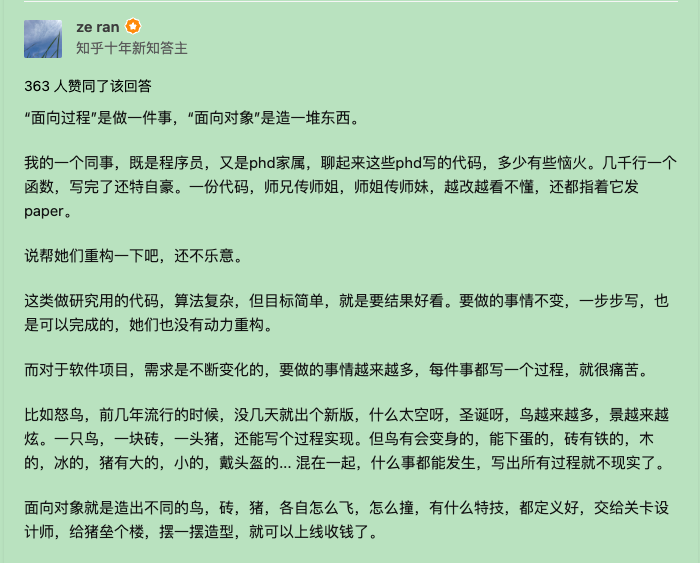 ze ran
知乎十年新知答主
363 人赞同了该回答
“面向过程”是做一件事，“面向对象”是造一堆东西。
我的一个同事，既是程序员，又是phd家属，聊起来这些phd写的代码，多少有些恼火。几千行一个
函数，写完了还特自豪。一份代码，师兄传师姐，师姐传师妹，越改越看不懂，还都指着它发
paper。
说帮她们重构一下吧，还不乐意。
这类做研究用的代码，算法复杂，但目标简单，就是要结果好看。要做的事情不变，一步步写，也
是可以完成的，她们也没有动力重构。
而对于软件项目，需求是不断变化的，要做的事情越来越多，每件事都写一个过程，就很痛苦。
比如怒鸟，前几年流行的时候，没几天就出个新版，什么太空呀，圣诞呀，鸟越来越多，景越来越
炫。一只鸟，一块砖，一头猪，还能写个过程实现。但鸟有会变身的，能下蛋的，砖有铁的，木
的，冰的，猪有大的，小的，戴头盔的... 混在一起，什么事都能发生，写出所有过程就不现实了。
面向对象就是造出不同的鸟，砖，猪，各自怎么飞，怎么撞，有什么特技，都定义好，交给关卡设
计师，给猪垒个楼，摆一摆造型，就可以上线收钱了。